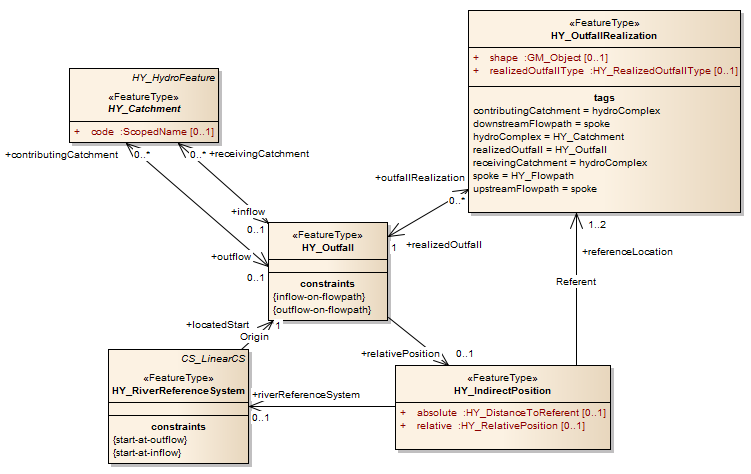 «FeatureType»
HY_OutfallRealization
+ shape :GM_Object [0..1]
+ realizedOutfallType :HY_RealizedOutfallType [0..1]
tags
contributingCatchment = hydroComplex
downstreamFlowpath = spoke
hydroComplex = HY_Catchment
realizedOutfall = HY_Outfall
receivingCatchment = hydroComplex
spoke = HY_Flowpath
upstreamFlowpath = spoke
HY_HydroFeature
«FeatureType»
HY_Catchment
+ code :ScopedName [0..1]
+contributingCatchment
0..*
0..*
+receivingCatchment
+outfallRealization
0..*
+inflow
0..1
+outflow
0..1
1
+realizedOutfall
1..2
+referenceLocation
Referent
«FeatureType»
HY_Outfall
constraints
{inflow-on-flowpath}
{outflow-on-flowpath}
+locatedStart
1
Origin
+relativePosition
0..1
CS_LinearCS
«FeatureType»
HY_RiverReferenceSystem
constraints
{start-at-outflow}
{start-at-inflow}
+riverReferenceSystem
0..1
«FeatureType»
HY_IndirectPosition
+ absolute :HY_DistanceToReferent [0..1]
+ relative :HY_RelativePosition [0..1]